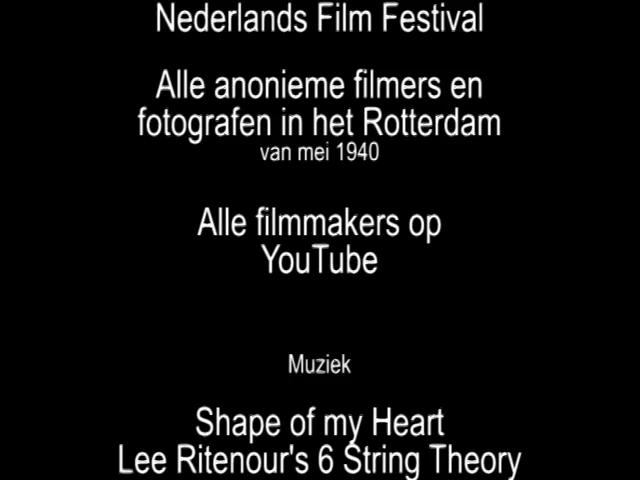 Nederlands Film Festival
Alle anonieme filmers en
fotografen in het Rotterdam
van mei 1940
Alle filmmakers op
YouTube
Muziek
Shape of my Heart
Lee Ritenour's 6 String Theory